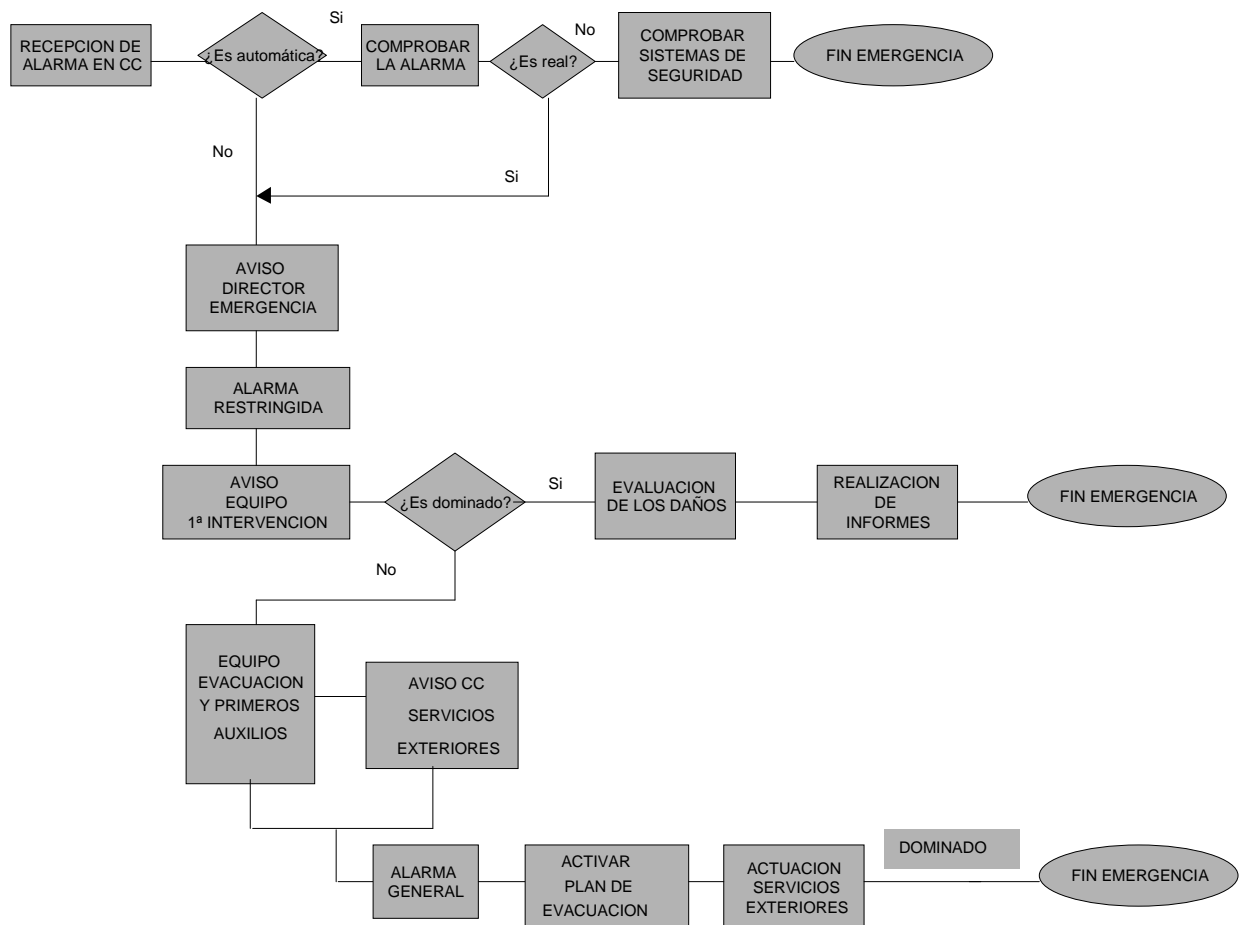 Si
RECEPCION DE
ALARMA EN CC
¿Es automática?
COMPROBAR
LA ALARMA
¿Es real?
No
COMPROBAR
SISTEMAS DE
SEGURIDAD
FIN EMERGENCIA
No
Si
AVISO
DIRECTOR
EMERGENCIA
ALARMA
RESTRINGIDA
AVISO
EQUIPO
1ª INTERVENCION
¿Es dominado?
Si
EVALUACION
DE LOS DAÑOS
REALIZACION
DE
INFORMES
FIN EMERGENCIA
No
EQUIPO
EVACUACION
Y PRIMEROS
AUXILIOS
AVISO CC
SERVICIOS
EXTERIORES
ALARMA
GENERAL
ACTIVAR
PLAN DE
EVACUACION
ACTUACION
SERVICIOS
EXTERIORES
DOMINADO
FIN EMERGENCIA